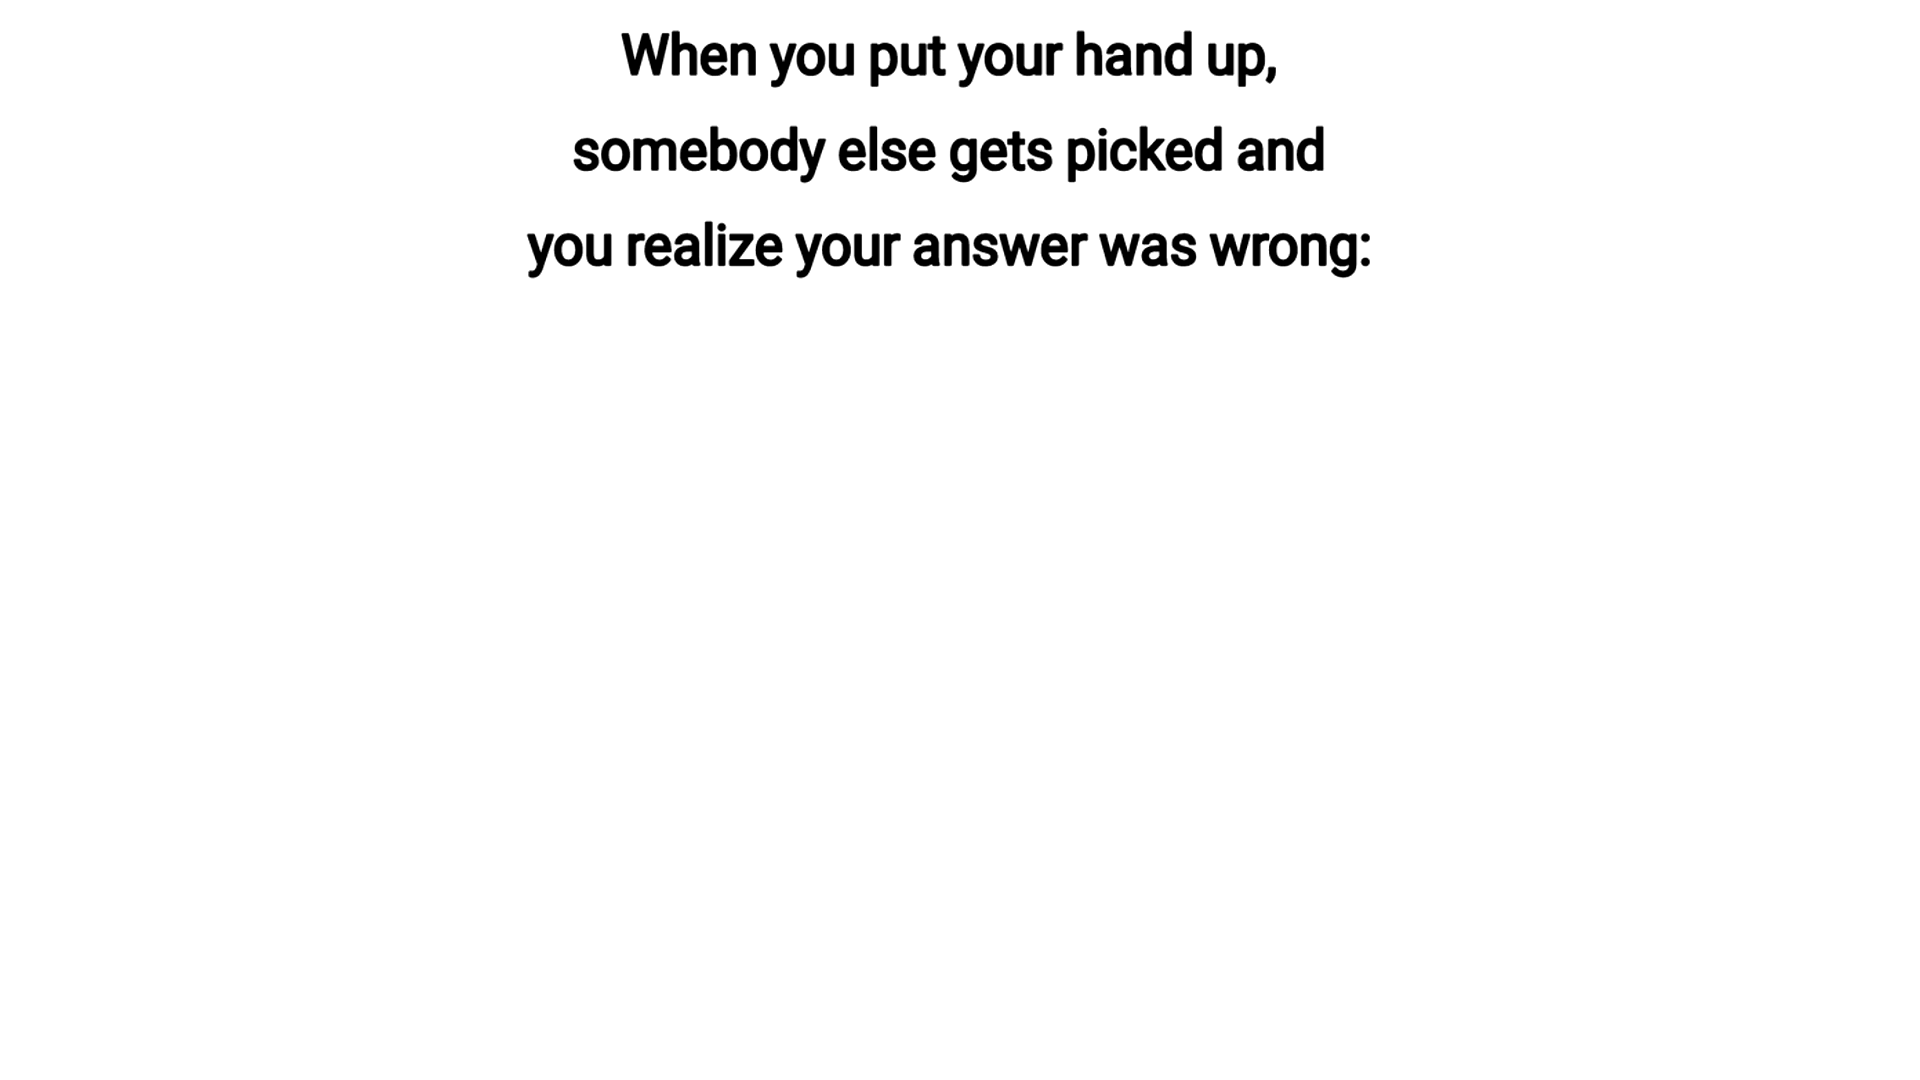 When you put your hand up,
somebody else gets picked and
you realize your answer was wrong: